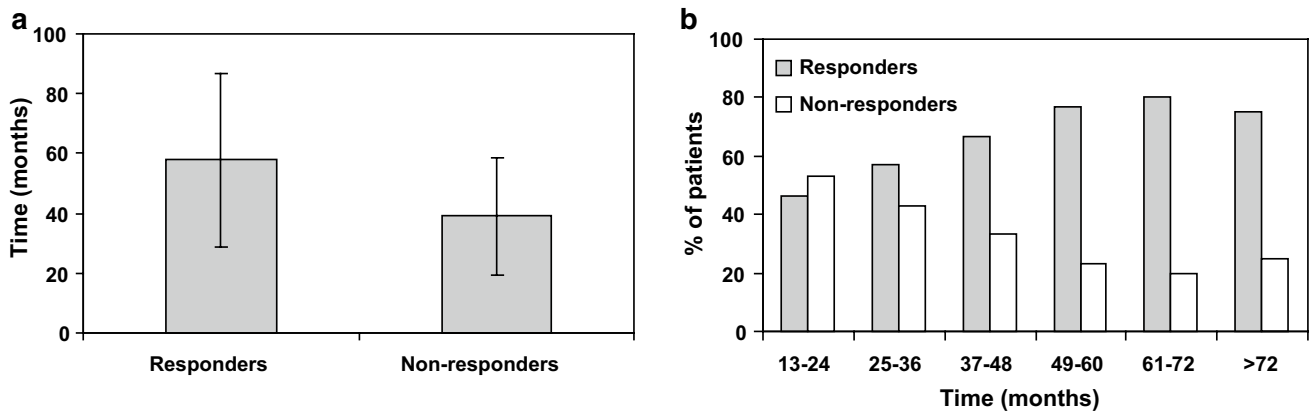 a
100
80
60
40
20
0
Time (months)
Responders Non-responders
b
100
80
60
40
20
0
% of patients
Responders
Non-responders
13-24 25-36 37-48 49-60 61-72 >72
Time (months)